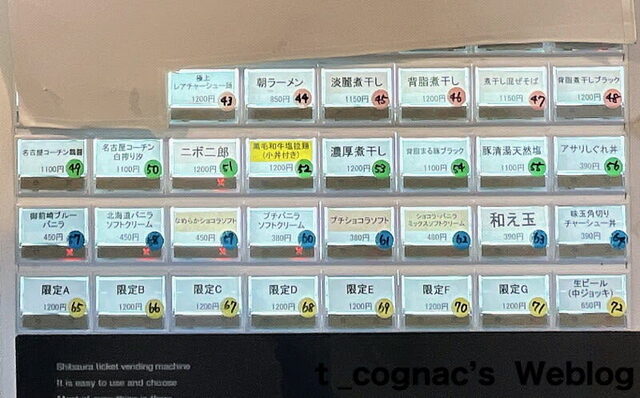 極上
レアチャーシュー麺
1200円 43
朝ラーメン
850円 44
淡麗煮干し
1150円 45
背脂煮干し
1200円 46
煮干し混ぜそば
1150円 47
背脂煮干しブラック
1200円 48
名古屋コーチン鶏麺
1100円 49
名古屋コーチン
白搾り汐
1100円 50
ニボ二郎
1200円 51
黒毛和牛塩拉麺
(小丼付き)
1200円 52
濃厚煮干し
1200円 53
背脂まる豚ブラック
1100円 54
豚清湯天然塩
1100円 55
アサリしぐれ丼
390円 56
御前崎ブルー
バニラ
450円 57
北海道バニラ
ソフトクリーム
450円 58
なめらかショコラソフト
450円 59
プチバニラ
ソフトクリーム
380円 60
プチショコラソフト
380円 61
ショコラ・バニラ
ミックスソフトクリーム
480円 62
和え玉
390円 63
味玉角切り
チャーシュー丼
390円
限定A
1200円 65
限定B
1200円 66
限定C
1200円 67
限定D
1200円 68
限定E
1200円 69
限定F
1200円 70
限定G
1200円 71
生ビール
(中ジョッキ)
650円 72
Shibaura ticket vending machine
It is easy to use and choose
t_cognac's Weblog